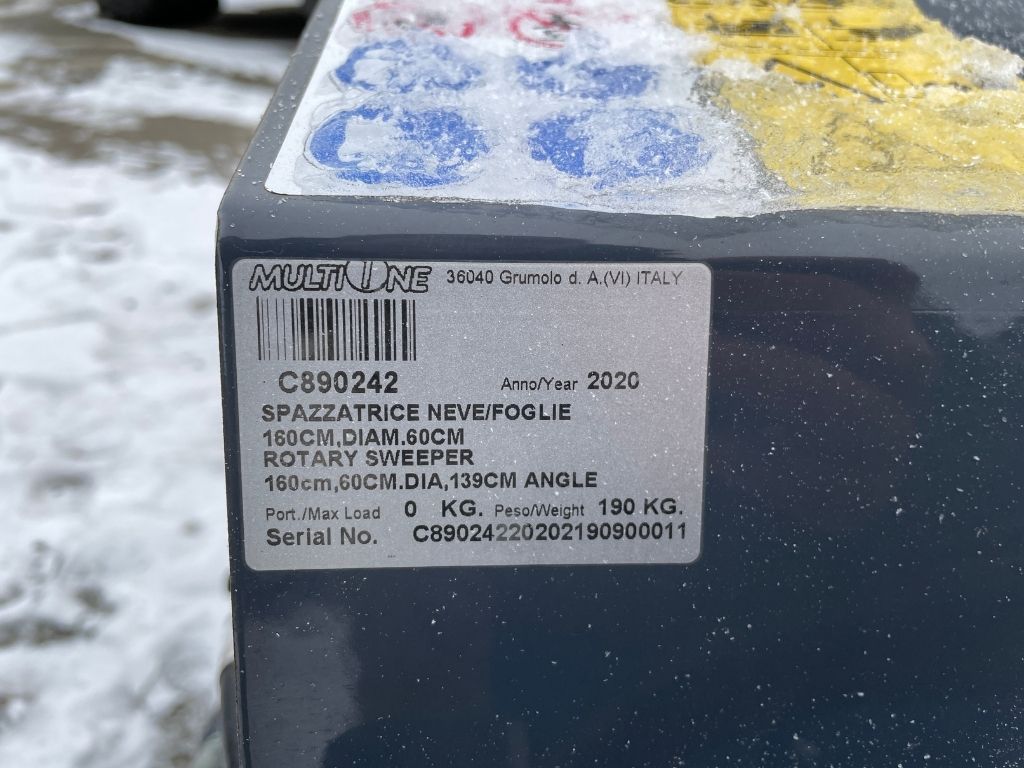 MULTIONE 36040 Grumolo d. A.(VI) ITALY
C890242 Anno/Year 2020
SPAZZATRICE NEVE/FOGLIE
160CM,DIAM.60CM
ROTARY SWEEPER
160cm,60CM.DIA,139CM ANGLE
Port./Max Load 0 KG. Peso/Weight 190 KG.
Serial No. C89024220202190900011